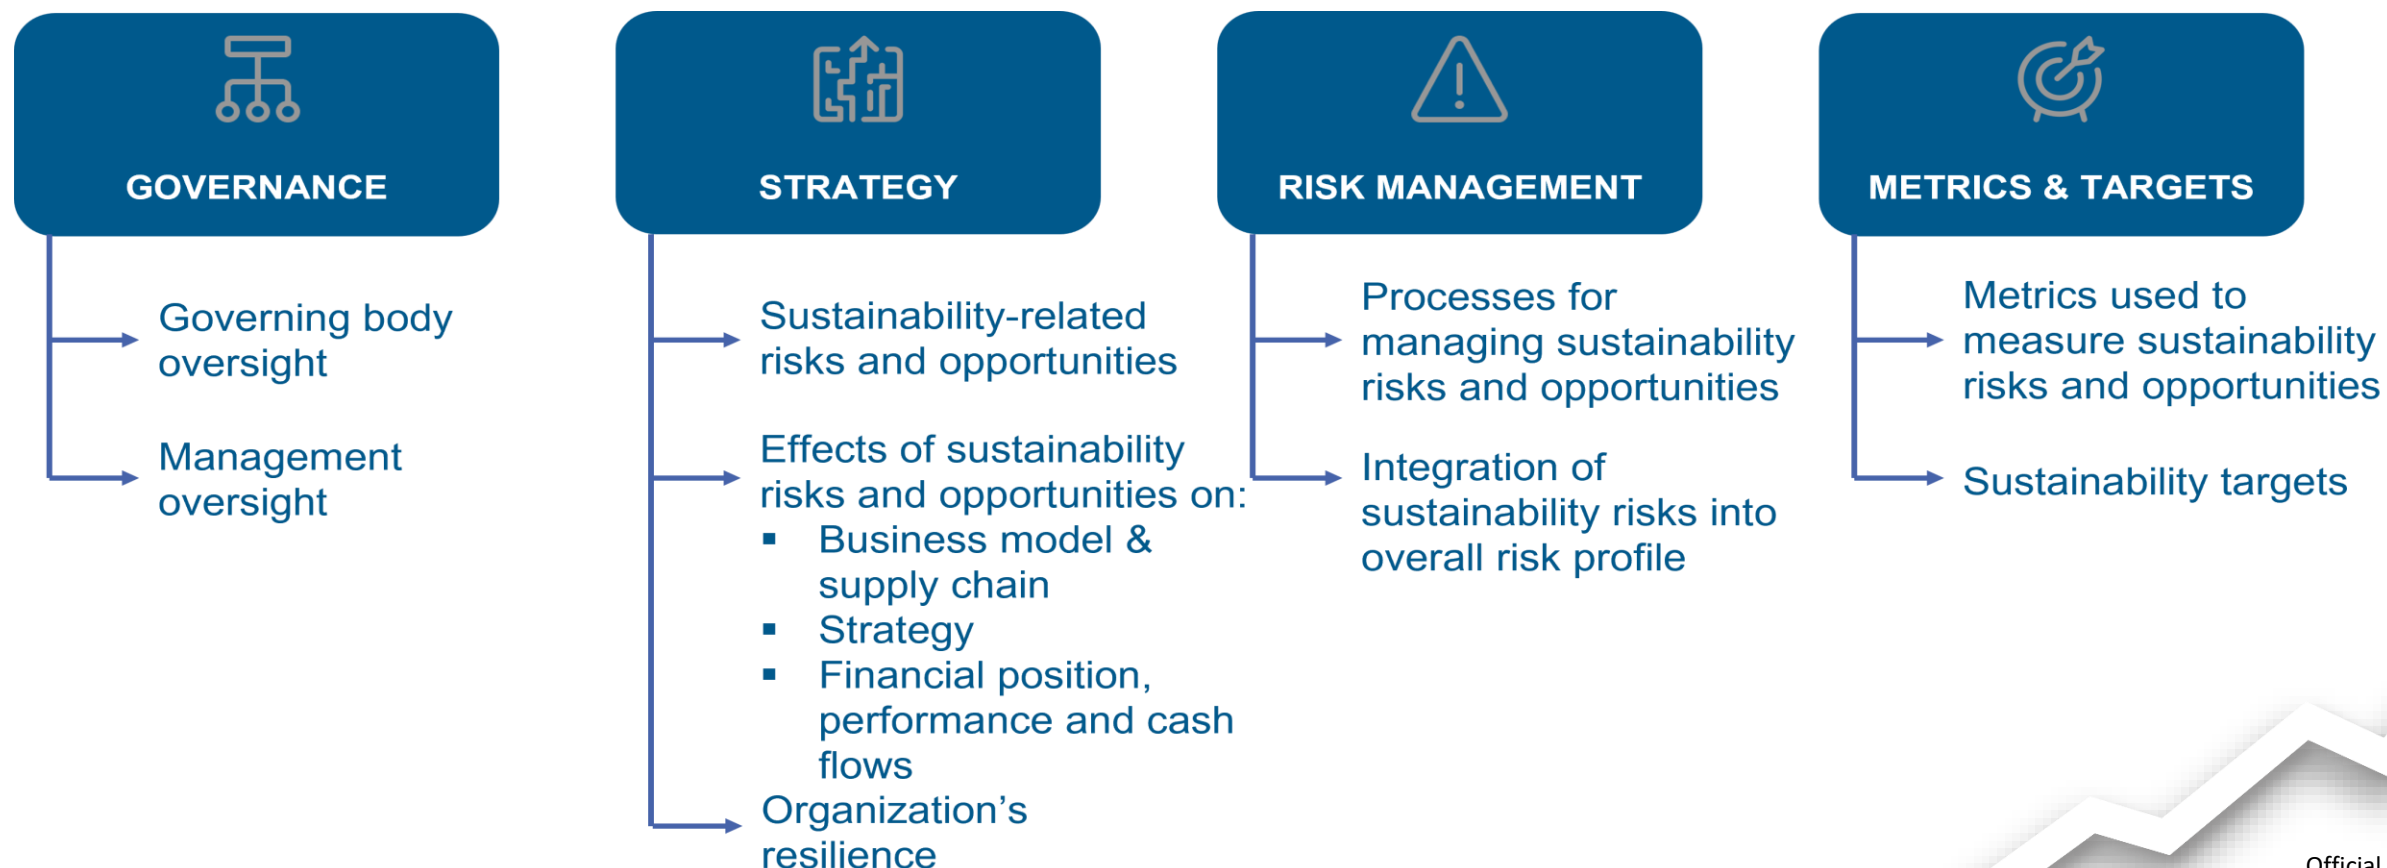 GOVERNANCE
Governing body
oversight
Management
oversight
STRATEGY
Sustainability-related
risks and opportunities
Effects of sustainability
risks and opportunities on:
▪ Business model &
supply chain
▪ Strategy
▪ Financial position,
performance and cash
flows
Organization’s
resilience
RISK MANAGEMENT
Processes for
managing sustainability
risks and opportunities
Integration of
sustainability risks into
overall risk profile
METRICS & TARGETS
Metrics used to
measure sustainability
risks and opportunities
Sustainability targets
Official